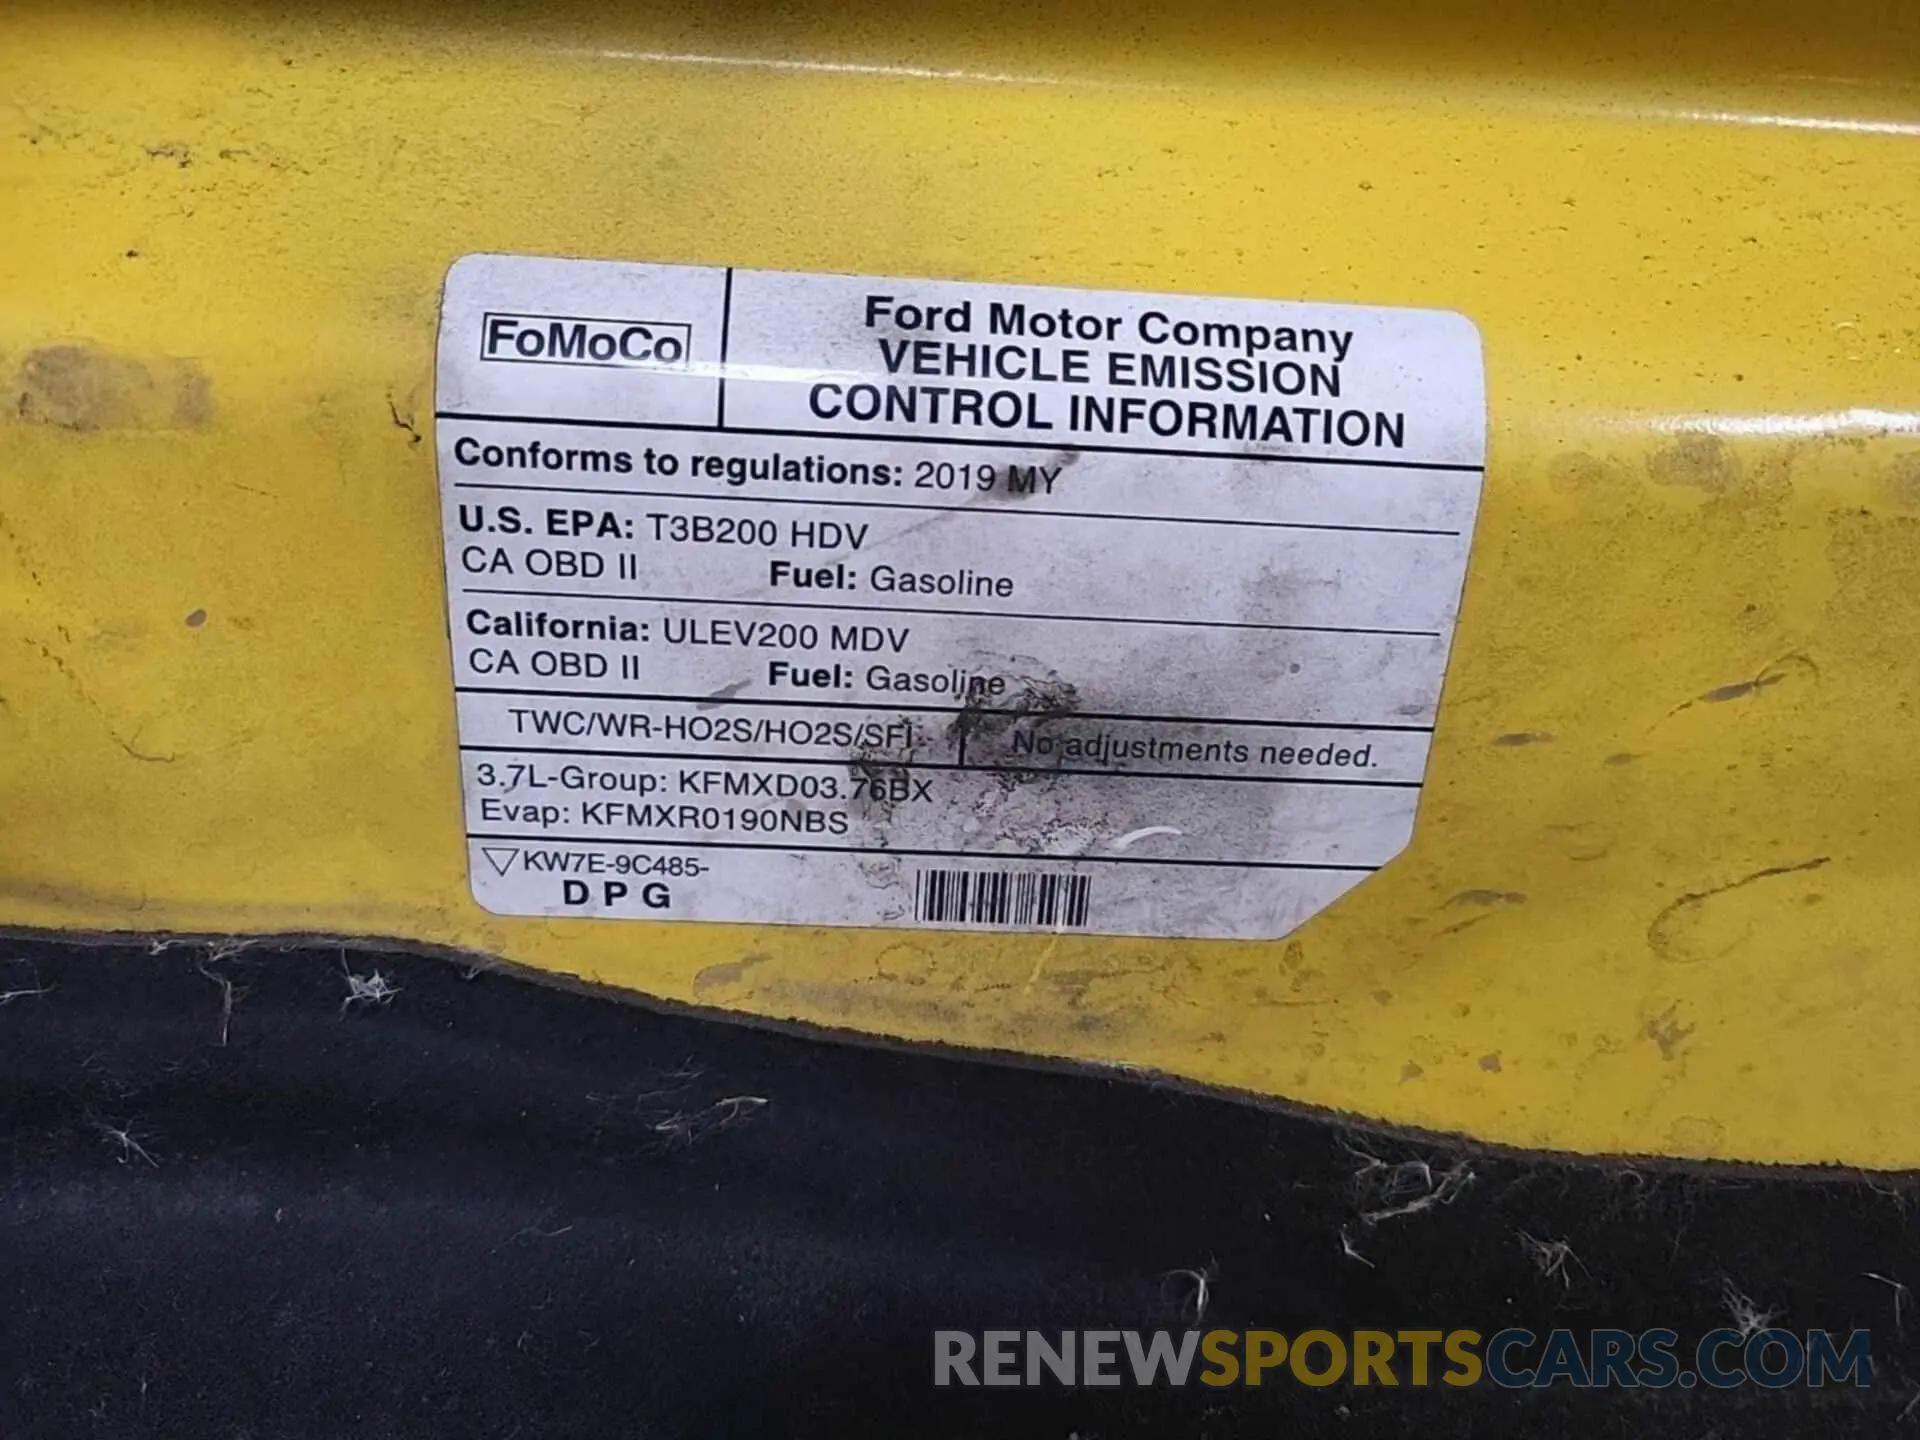 FoMoCo
Ford Motor Company
VEHICLE EMISSION
CONTROL INFORMATION
Conforms to regulations: 2019 MY
U.S. EPA: T3B200 HDV
CA OBD II Fuel: Gasoline
California: ULEV200 MDV
CA OBD II Fuel: Gasoline
TWC/WR-HO2S/HO2S/SFI No adjustments needed.
3.7L-Group: KFMXD03.76BX
Evap: KFMXR0190NBS
KW7E-9C485-
D P G
RENEWSPORTSCARS.COM